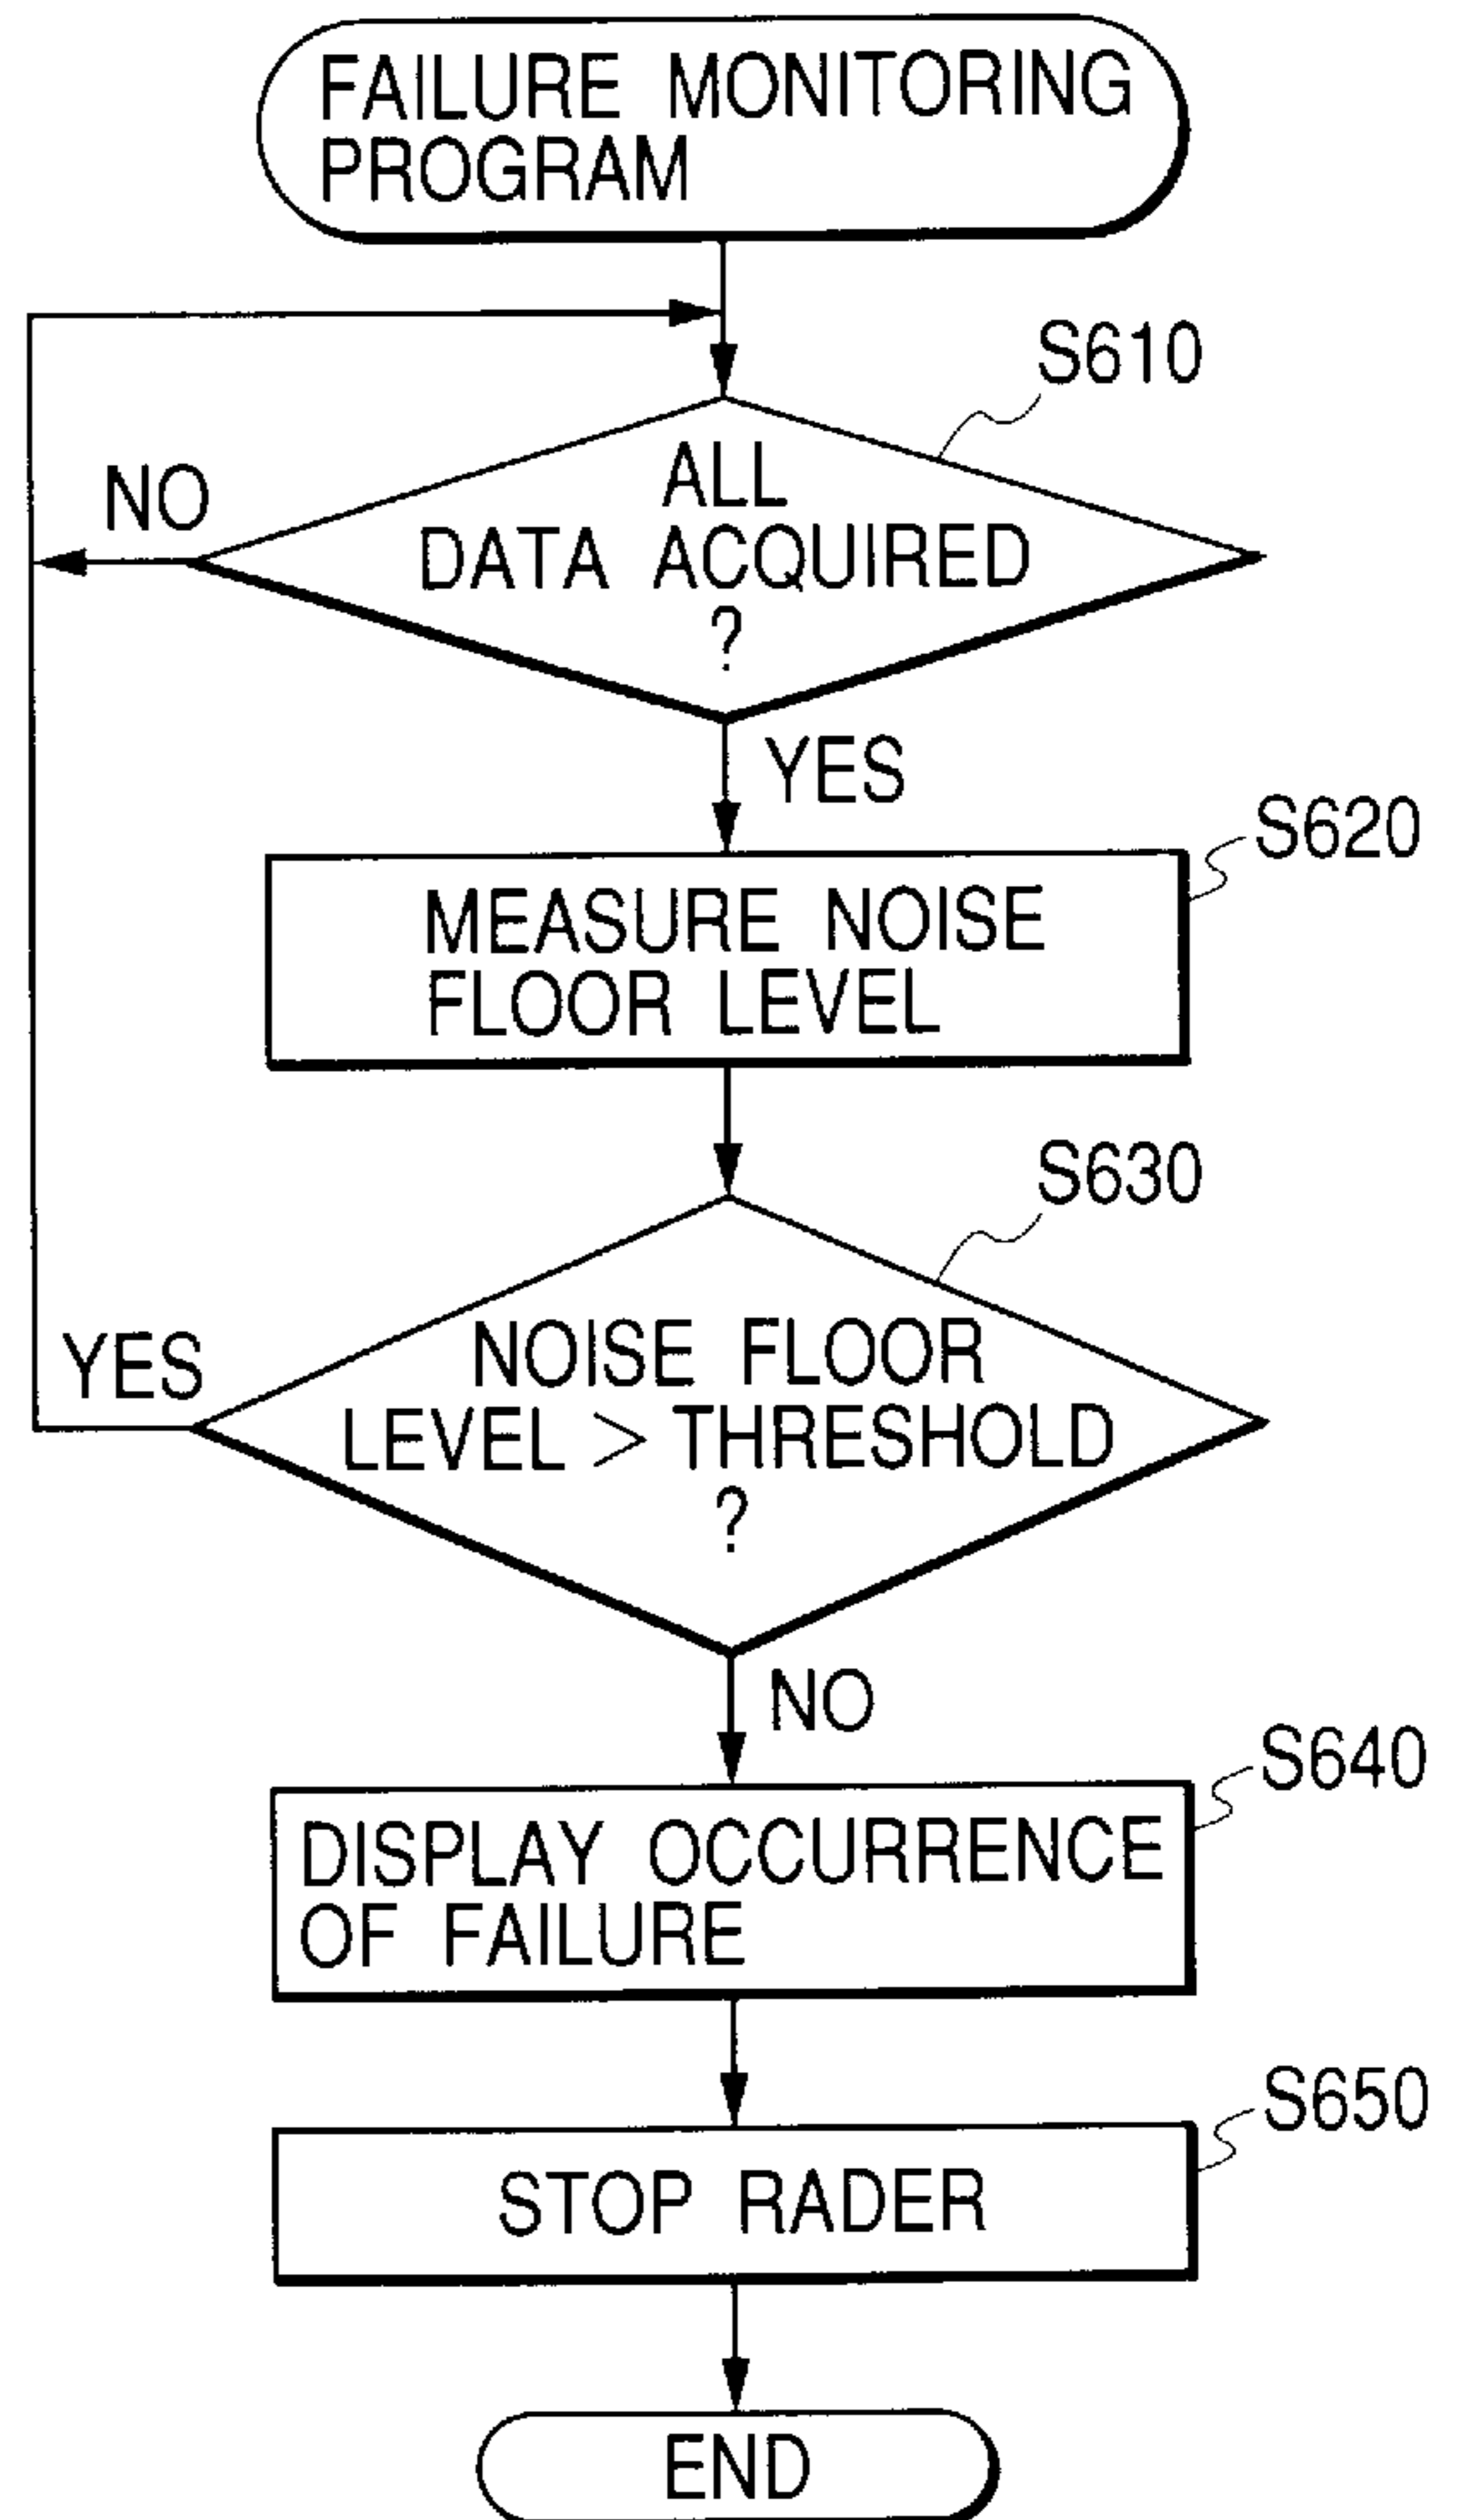 FAILURE MONITORING
PROGRAM
S610
ALL
DATA ACQUIRED
?
NO
YES
S620
MEASURE NOISE
FLOOR LEVEL
S630
NOISE FLOOR
LEVEL > THRESHOLD
?
YES
NO
S640
DISPLAY OCCURRENCE
OF FAILURE
S650
STOP RADER
END